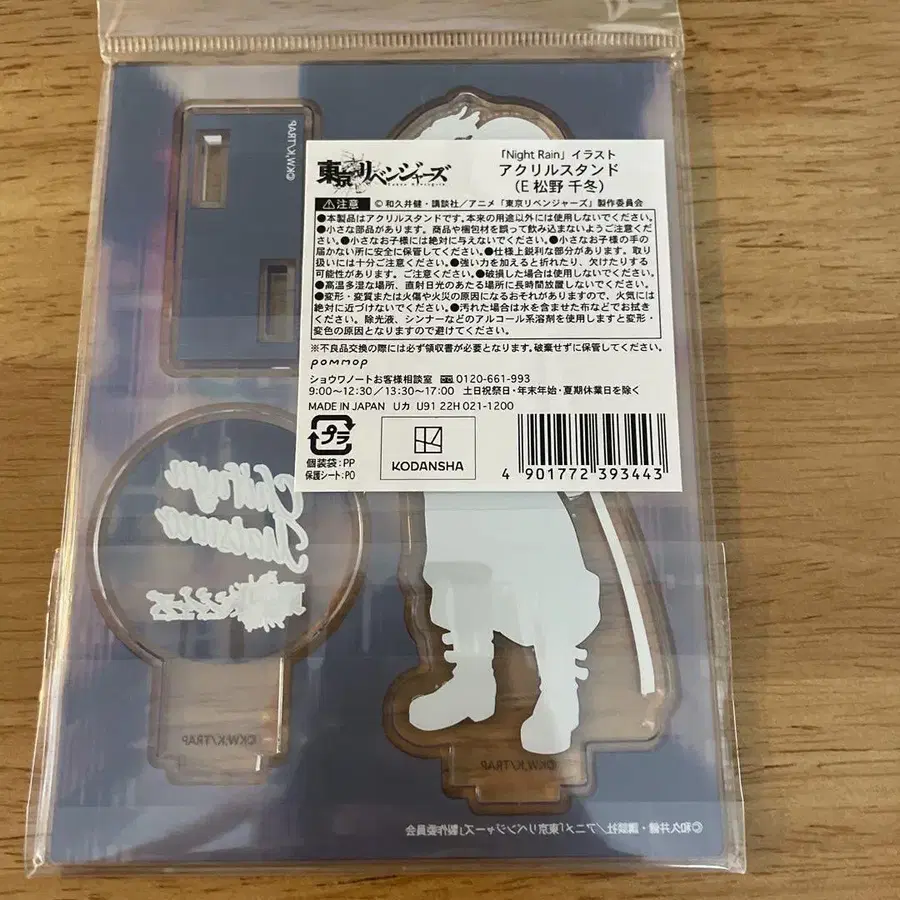 ©KW,K/TRAP
東京リベンジャーズ
「Night Rain」イラスト
アクリルスタンド
(E 松野 千冬)
⚠注意 © 和久井健・講談社／アニメ「東京リベンジャーズ」製作委員会
●本製品はアクリルスタンドです。本来の用途以外には使用しないでください。
●小さな部品があります。商品や梱包材を誤って飲み込まないようご注意くだ
さい。●小さなお子様には絶対に与えないでください。●小さなお子様の手の
届かない所に安全に保管してください。●仕様上鋭利な部分があります。取り
扱いには十分ご注意ください。●強い力を加えると折れたり、欠けたりする
可能性があります。ご注意ください。●破損した場合は使用しないでください。
●高温多湿な場所、直射日光のあたる場所に長時間放置しないでください。
●変形・変質または火傷や火災の原因になるおそれがありますので、火気には
絶対に近づけないでください。●汚れた場合は水を含ませた布などでお拭き
ください。除光液、シンナーなどのアルコール系溶剤を使用しますと変形・
変色の原因となりますので避けてください。
※不良品交換の際には必ず領収書が必要となります。破棄せずに保管してください。
pommop
ショウワノートお客様相談室 0120-661-993
9:00～12:30／13:30～17:00 土日祝祭日・年末年始・夏期休業日を除く
MADE IN JAPAN Uカ U91 22H 021-1200
プラ
個装袋:PP
保護シート:PO
KODANSHA
4 901772 393443
Chifuyu
Matsuno
©KW,K/TRAP
©KW,K/TRAP
©和久井健・講談社／アニメ「東京リベンジャーズ」製作委員会